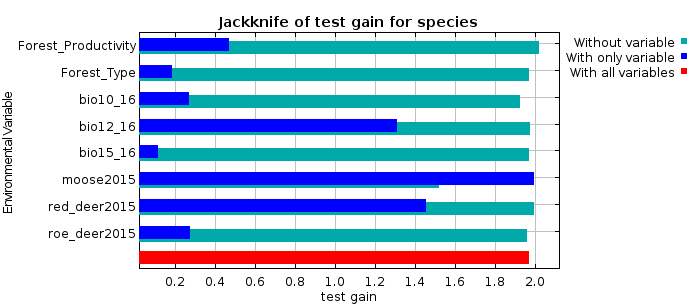 Jackknife of test gain for species
Environmental Variable
Forest_Productivity
Forest_Type
bio10_16
bio12_16
bio15_16
moose2015
red_deer2015
roe_deer2015
0.2 0.4 0.6 0.8 1.0 1.2 1.4 1.6 1.8 2.0
test gain
Without variable
With only variable
With all variables